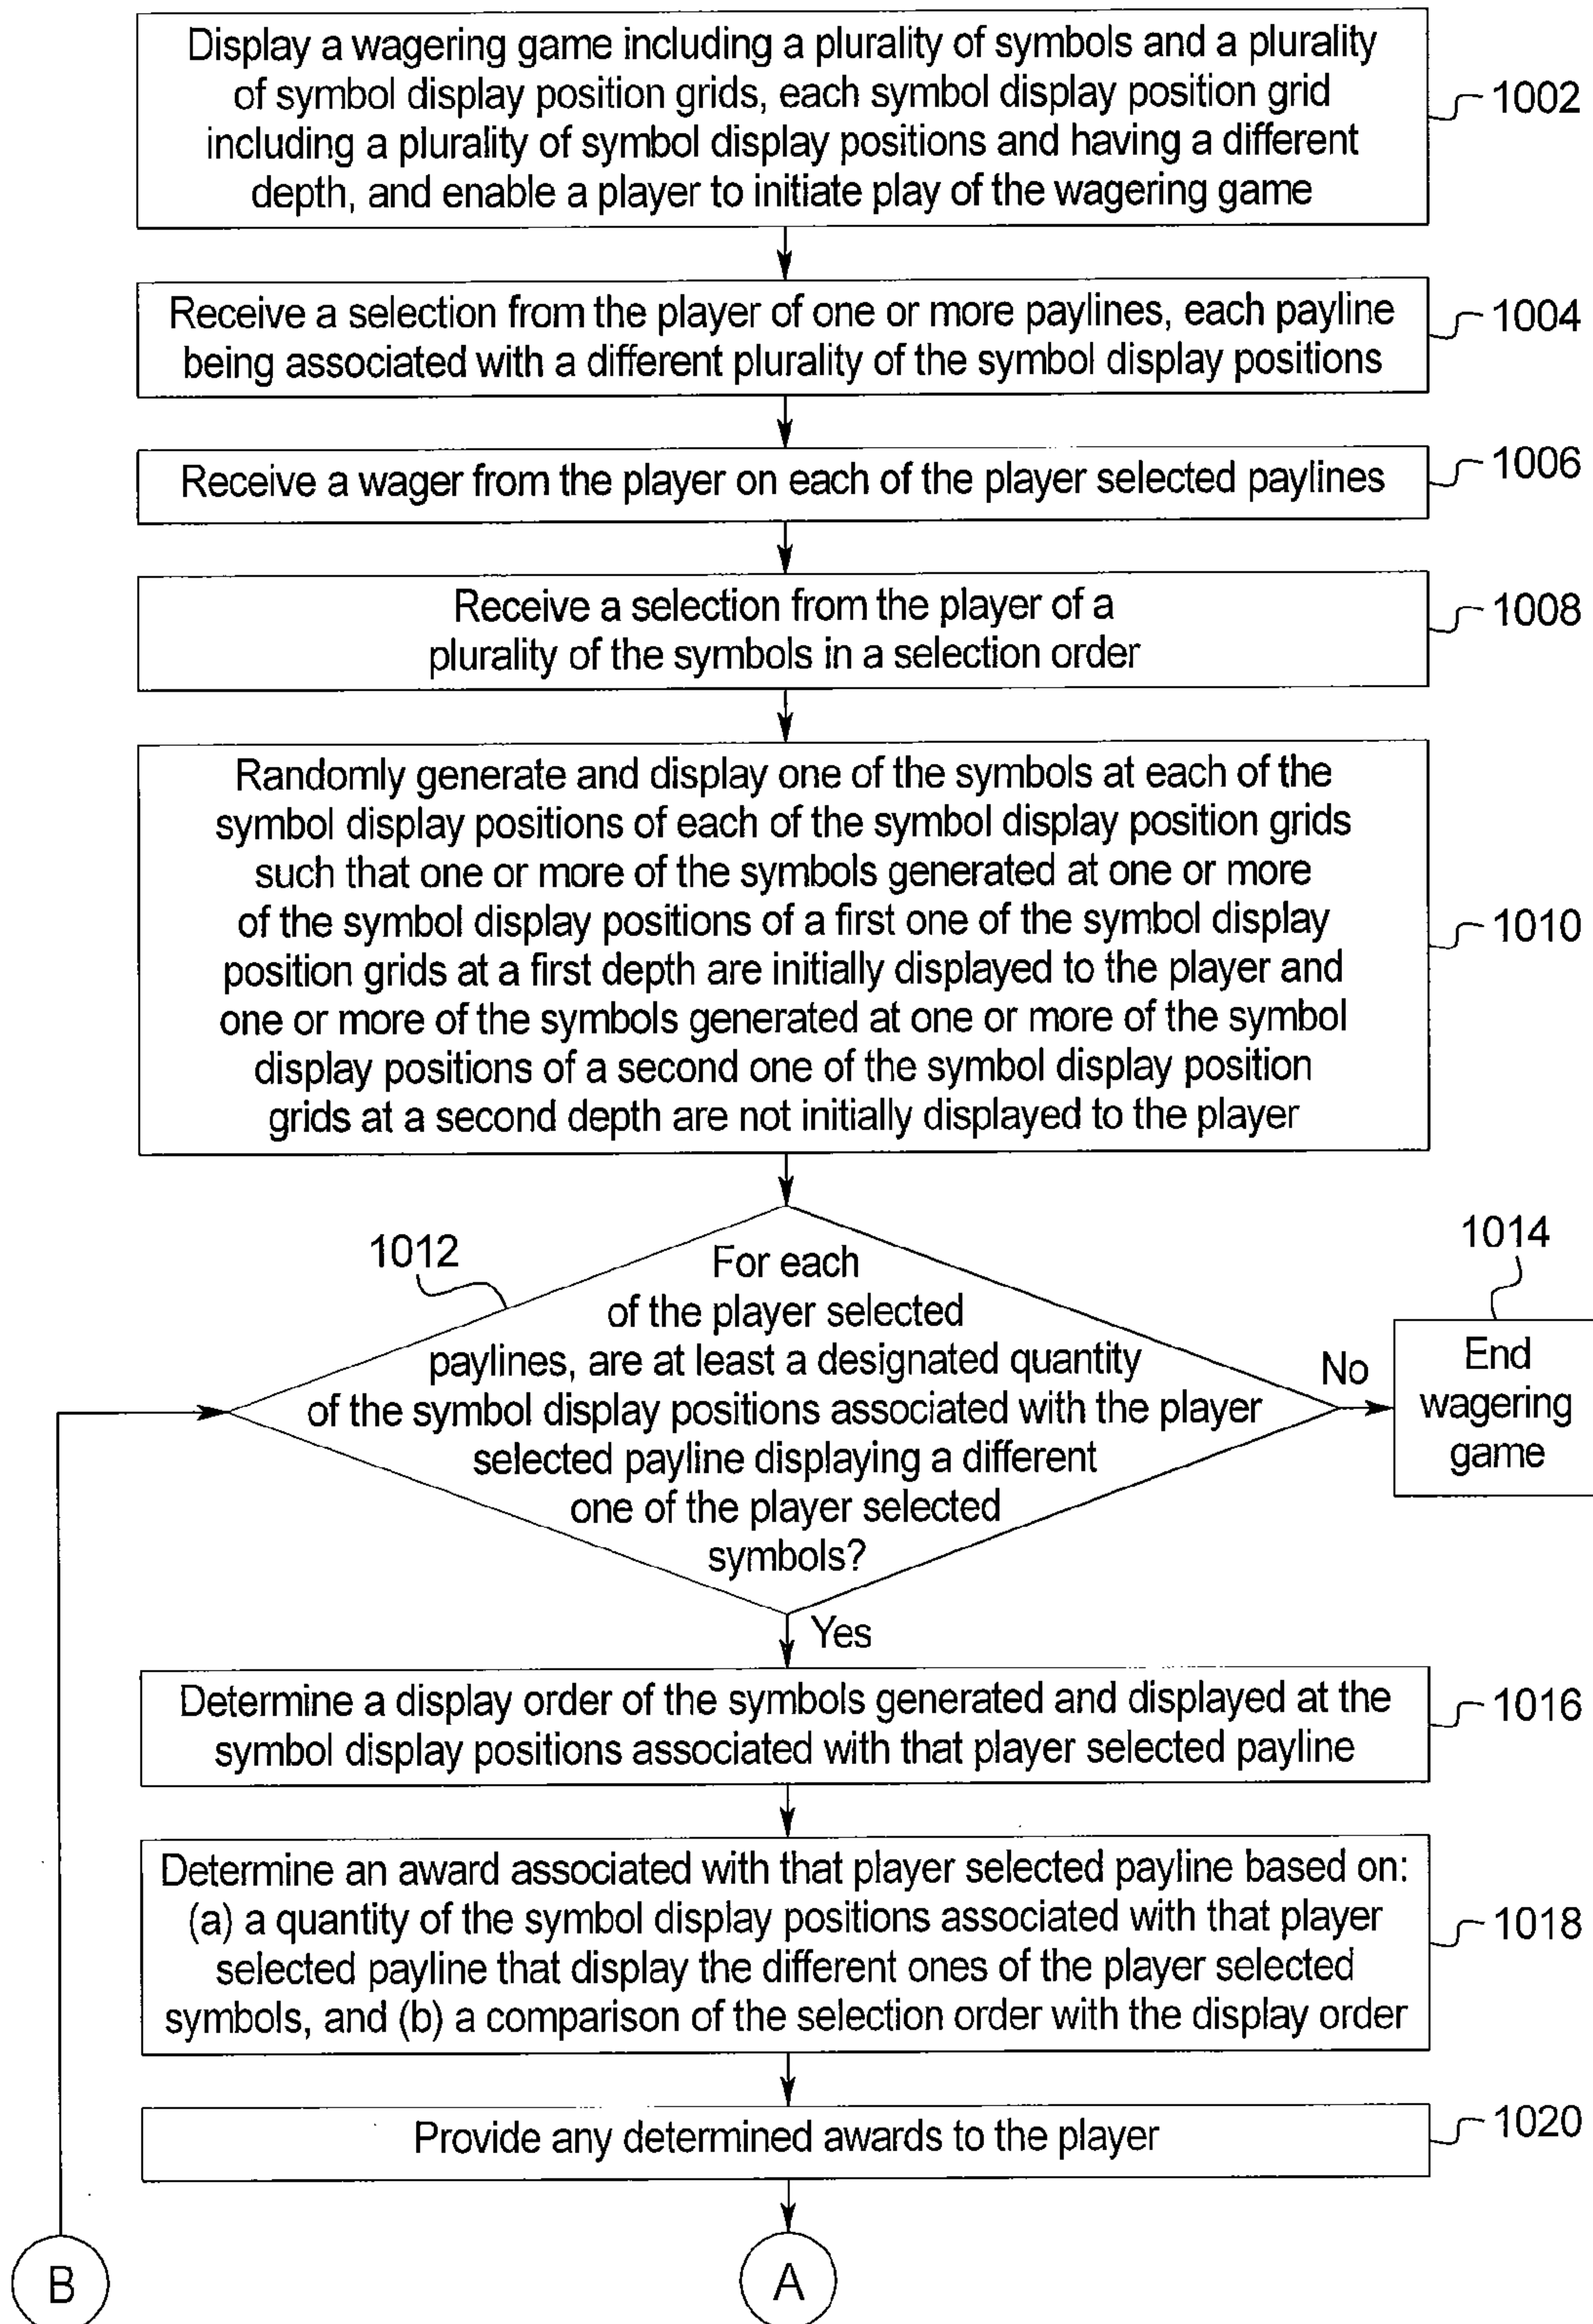 Display a wagering game including a plurality of symbols and a plurality
of symbol display position grids, each symbol display position grid
including a plurality of symbol display positions and having a different
depth, and enable a player to initiate play of the wagering game
1002
Receive a selection from the player of one or more paylines, each payline
being associated with a different plurality of the symbol display positions
1004
Receive a wager from the player on each of the player selected paylines
1006
Receive a selection from the player of a
plurality of the symbols in a selection order
1008
Randomly generate and display one of the symbols at each of the
symbol display positions of each of the symbol display position grids
such that one or more of the symbols generated at one or more
of the symbol display positions of a first one of the symbol display
position grids at a first depth are initially displayed to the player and
one or more of the symbols generated at one or more of the symbol
display positions of a second one of the symbol display position
grids at a second depth are not initially displayed to the player
1010
1012
For each
of the player selected
paylines, are at least a designated quantity
of the symbol display positions associated with the player
selected payline displaying a different
one of the player selected
symbols?
No
1014
End
wagering
game
Yes
Determine a display order of the symbols generated and displayed at the
symbol display positions associated with that player selected payline
1016
Determine an award associated with that player selected payline based on:
(a) a quantity of the symbol display positions associated with that player
selected payline that display the different ones of the player selected
symbols, and (b) a comparison of the selection order with the display order
1018
Provide any determined awards to the player
1020
B
A